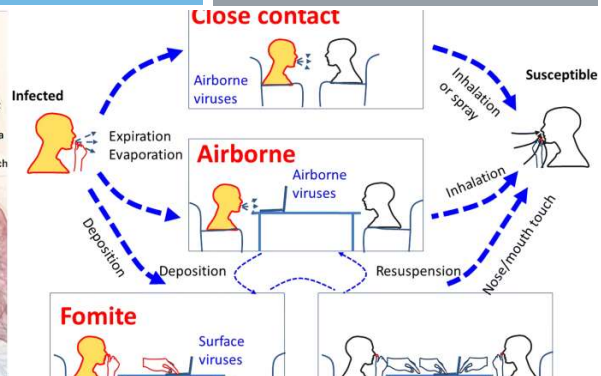 Close contact
Airborne
viruses
Inhalation
or spray
Susceptible
Infected
Expiration
Evaporation
Airborne
Airborne
viruses
Inhalation
Deposition
Nose/mouth touch
Deposition
Resuspension
Fomite
Surface
viruses